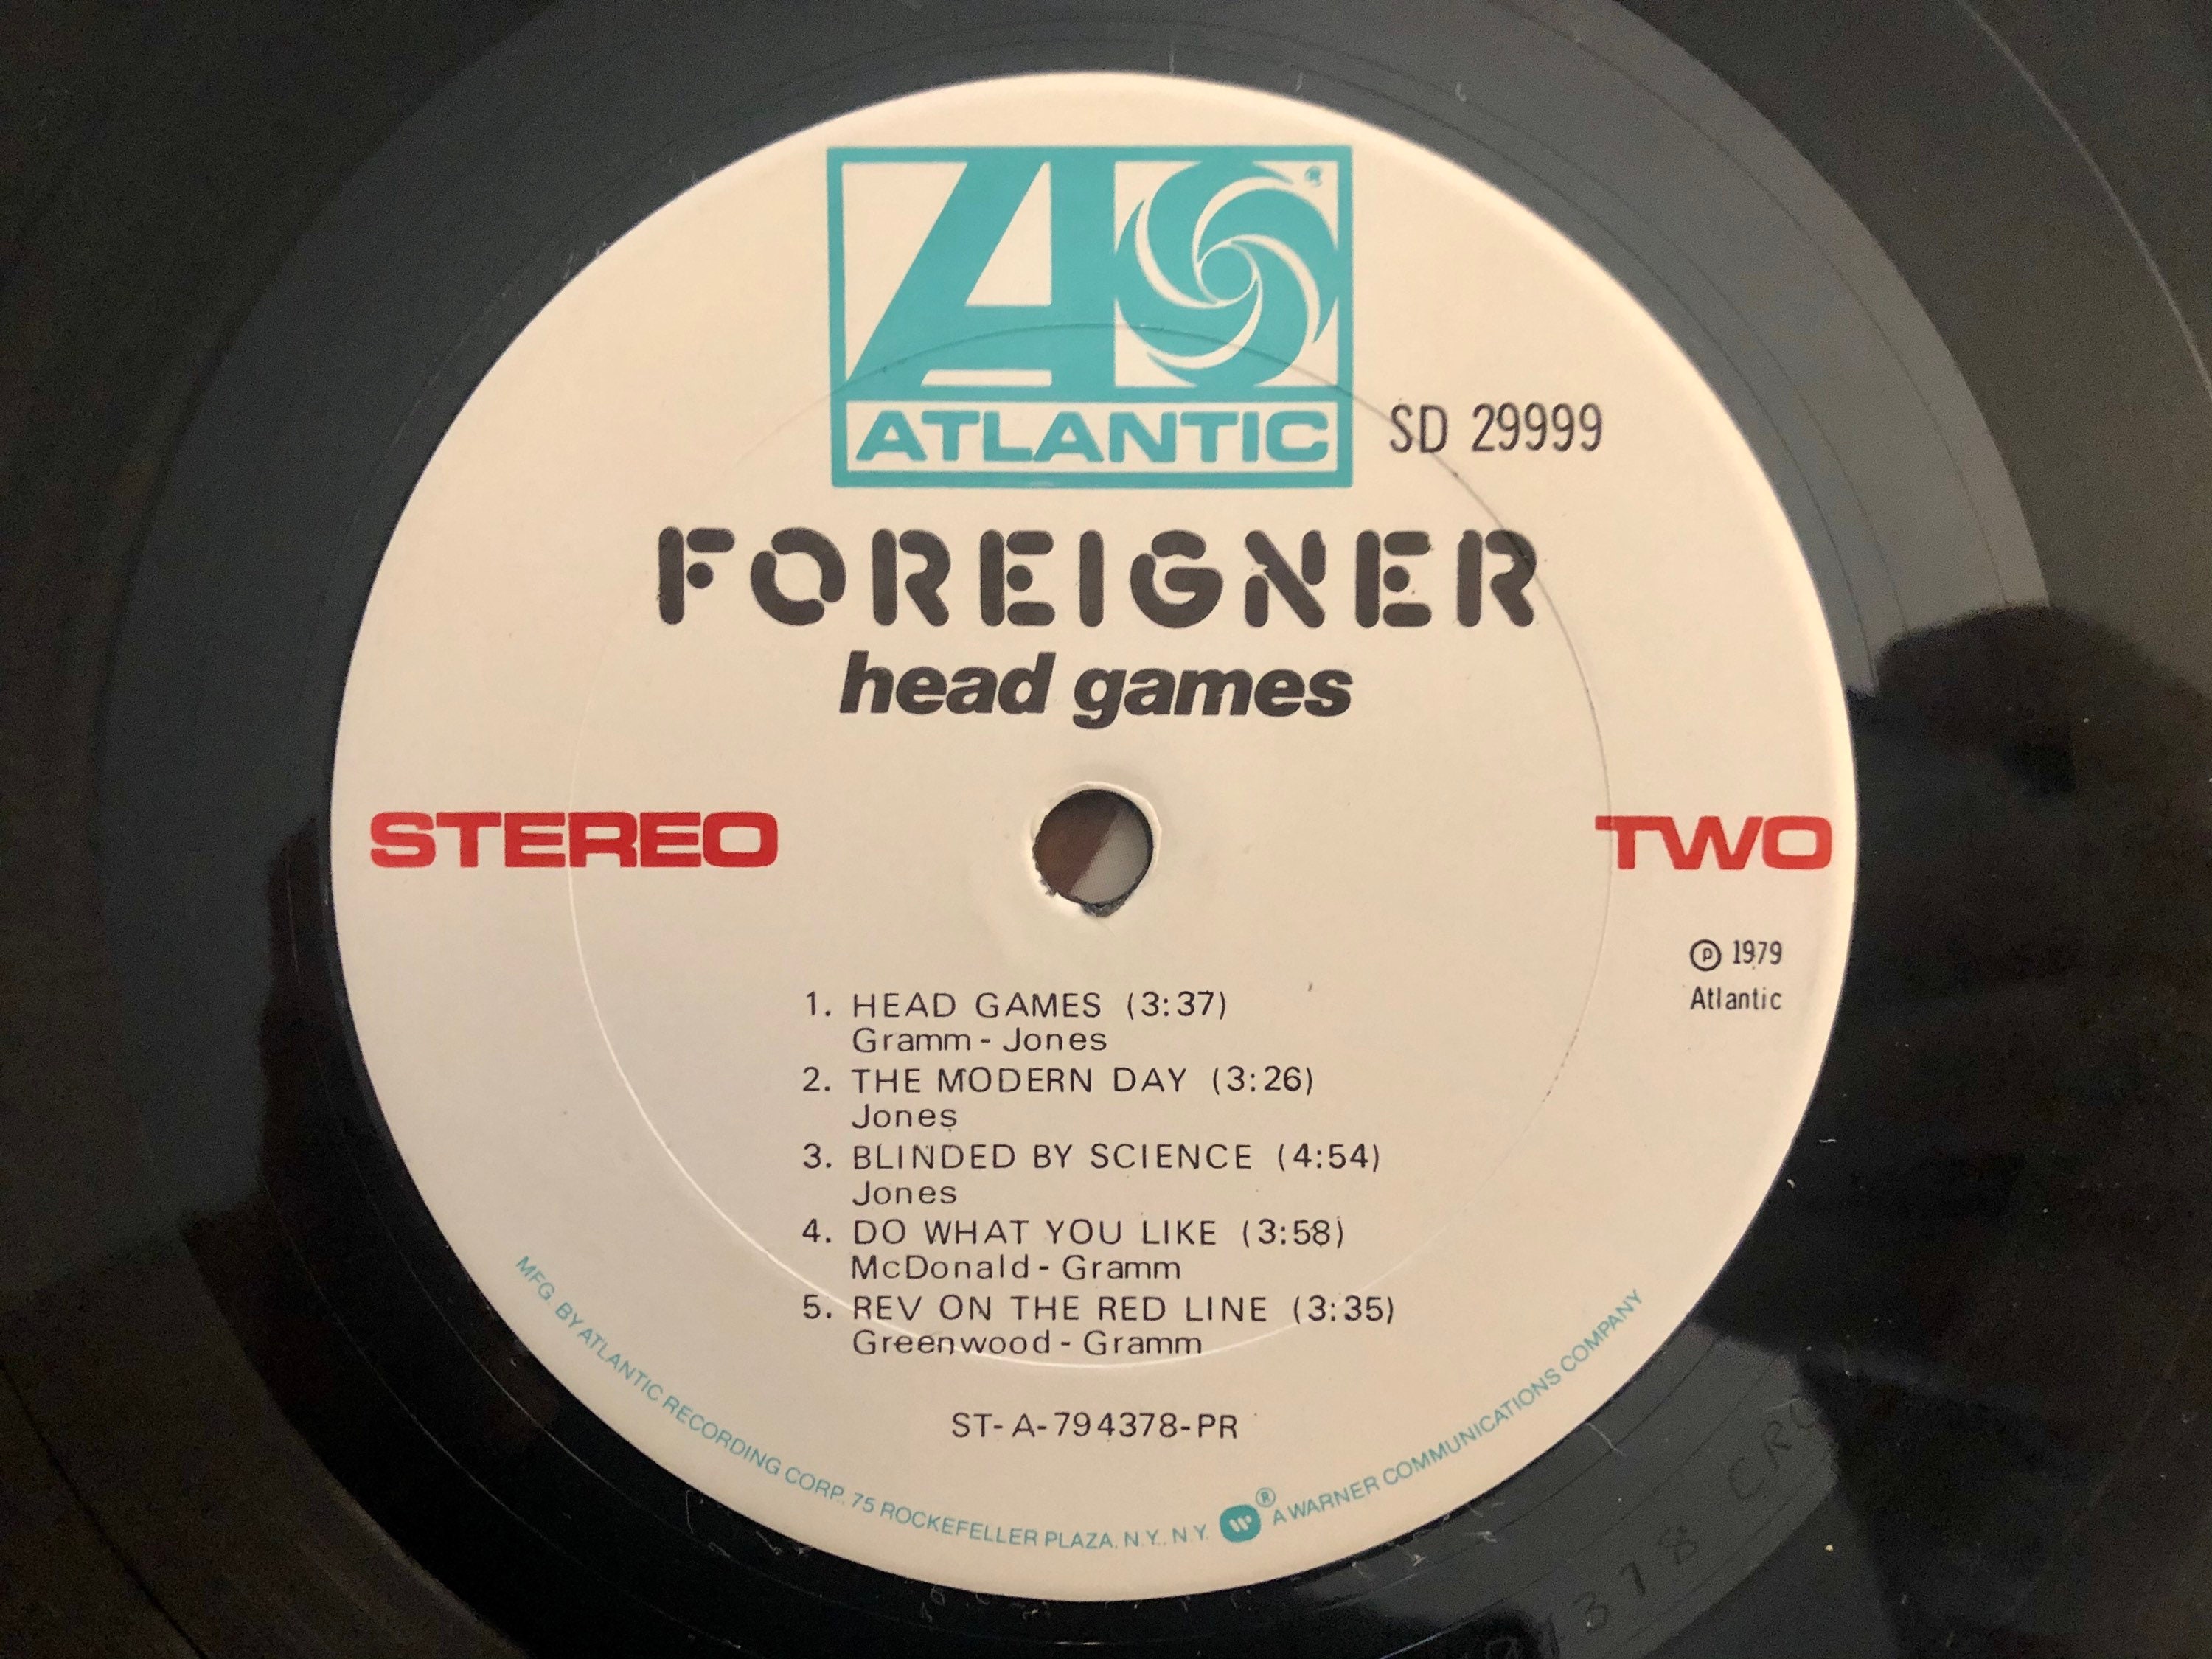 ATLANTIC
SD 29999
FOREIGNER
head games
STEREO
TWO
℗ 1979
Atlantic
1. HEAD GAMES (3:37)
Gramm - Jones
2. THE MODERN DAY (3:26)
Jones
3. BLINDED BY SCIENCE (4:54)
Jones
4. DO WHAT YOU LIKE (3:58)
McDonald - Gramm
5. REV ON THE RED LINE (3:35)
Greenwood - Gramm
ST-A-794378-PR
MFG. BY ATLANTIC RECORDING CORP., 75 ROCKEFELLER PLAZA, N.Y., N.Y. ® A WARNER COMMUNICATIONS COMPANY